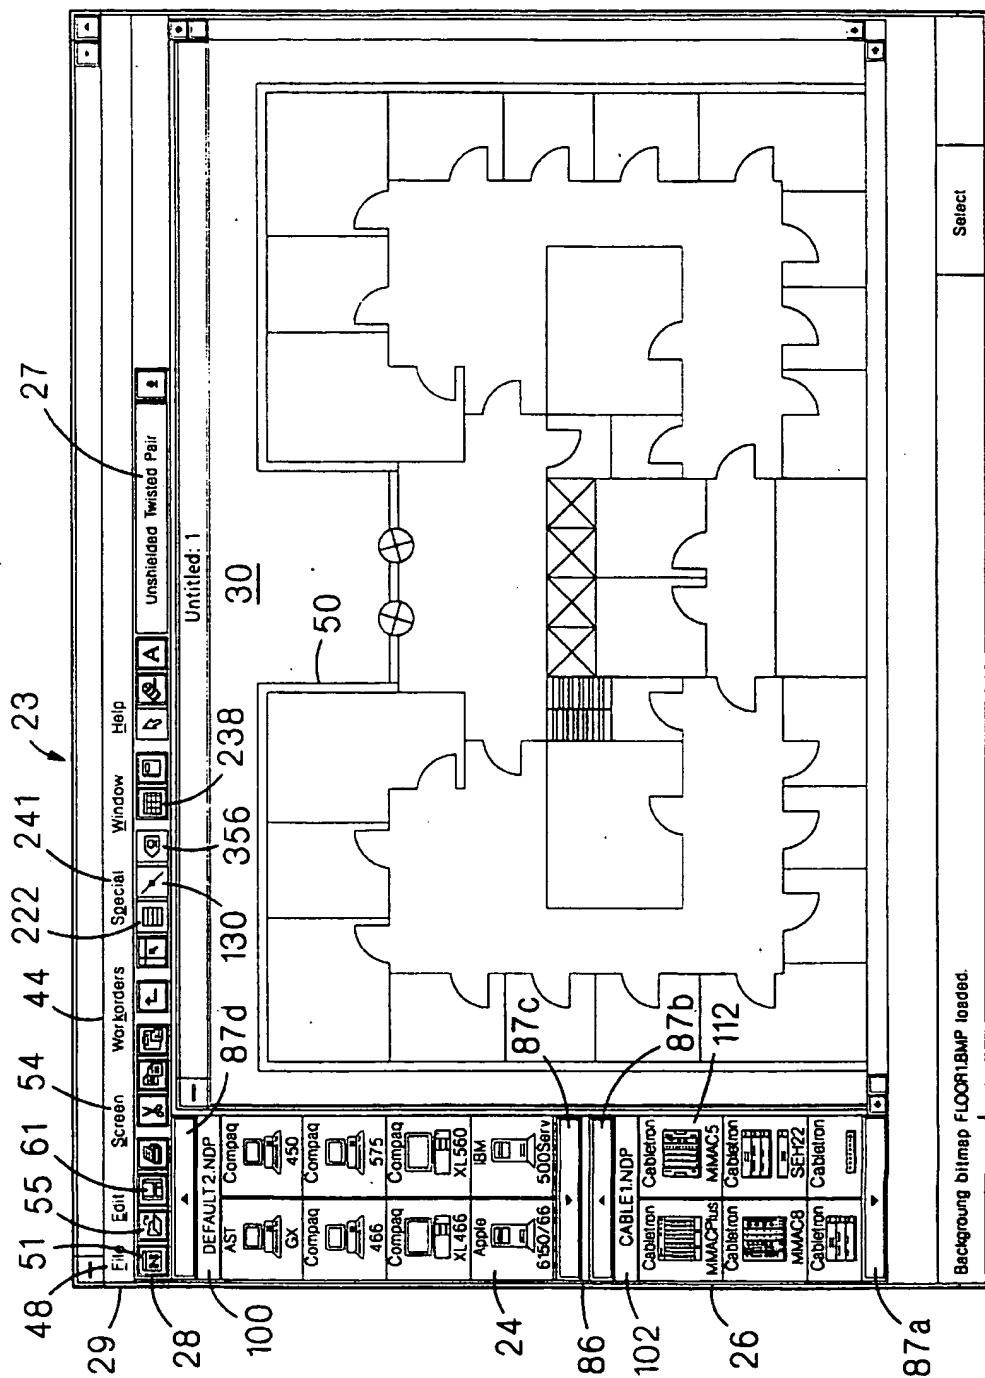 23
48
51
55
61
54
44
222
241
27
29
File Edit Screen Workorders Special Window Help
N
A
Unshielded Twisted Pair
28
100
DEFAULT2.NDP
87d
130
356
238
Untitled: 1
30
50
AST
GX
Compaq
450
Compaq
466
Compaq
575
Compaq
XL466
Compaq
XL560
Apple
6150/66
IBM
500Serv
24
86
87c
102
CABLE1.NDP
87b
Cabletron
MMACPlus
Cabletron
MMAC5
112
Cabletron
MMAC8
Cabletron
SEH22
Cabletron
Cabletron
26
87a
Backgroung bitmap FLOOR1.BMP loaded.
Select